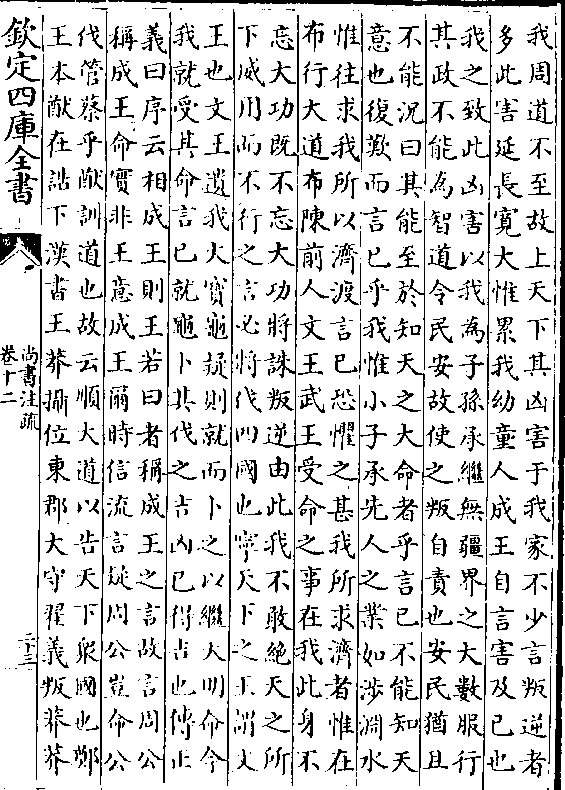 我周道不至故上天下其凶害于我家不少言叛逆者
多此害延長寛大惟累我幼童人成王自言害及己也
我之致此凶害以我為子孫承繼無疆界之大數服行
其政不能為智道令民安故使之叛自責也安民猶且
不能況曰其能至於知天之大命者乎言己不能知天
意也復歎而言已乎我惟小子承先人之業如涉淵水
惟往求我所以濟渡言己恐懼之甚我所求濟者惟在
布行大道布陳前人文王武王受命之事在我此身不
忘大功既不忘大功將誅叛逆由此我不敢絶天之所
下威用而不行之言必將伐四國也寧天下之王謂文
王也文王遺我大寶龜疑則就而卜之以繼天明命今
我就受其命言已就龜卜其伐之吉凶已得吉也傳正
義曰序云相成王則王若曰者稱成王之言故言周公
稱成王命實非王意成王爾時信流言疑周公豈命公
伐管蔡乎猷訓道也故云順大道以告天下衆國也鄭
王本猷在誥下漢書王莽攝位東郡太守翟義叛莽莽
欽定四庫全書
尚書注疏
卷十二
二十三